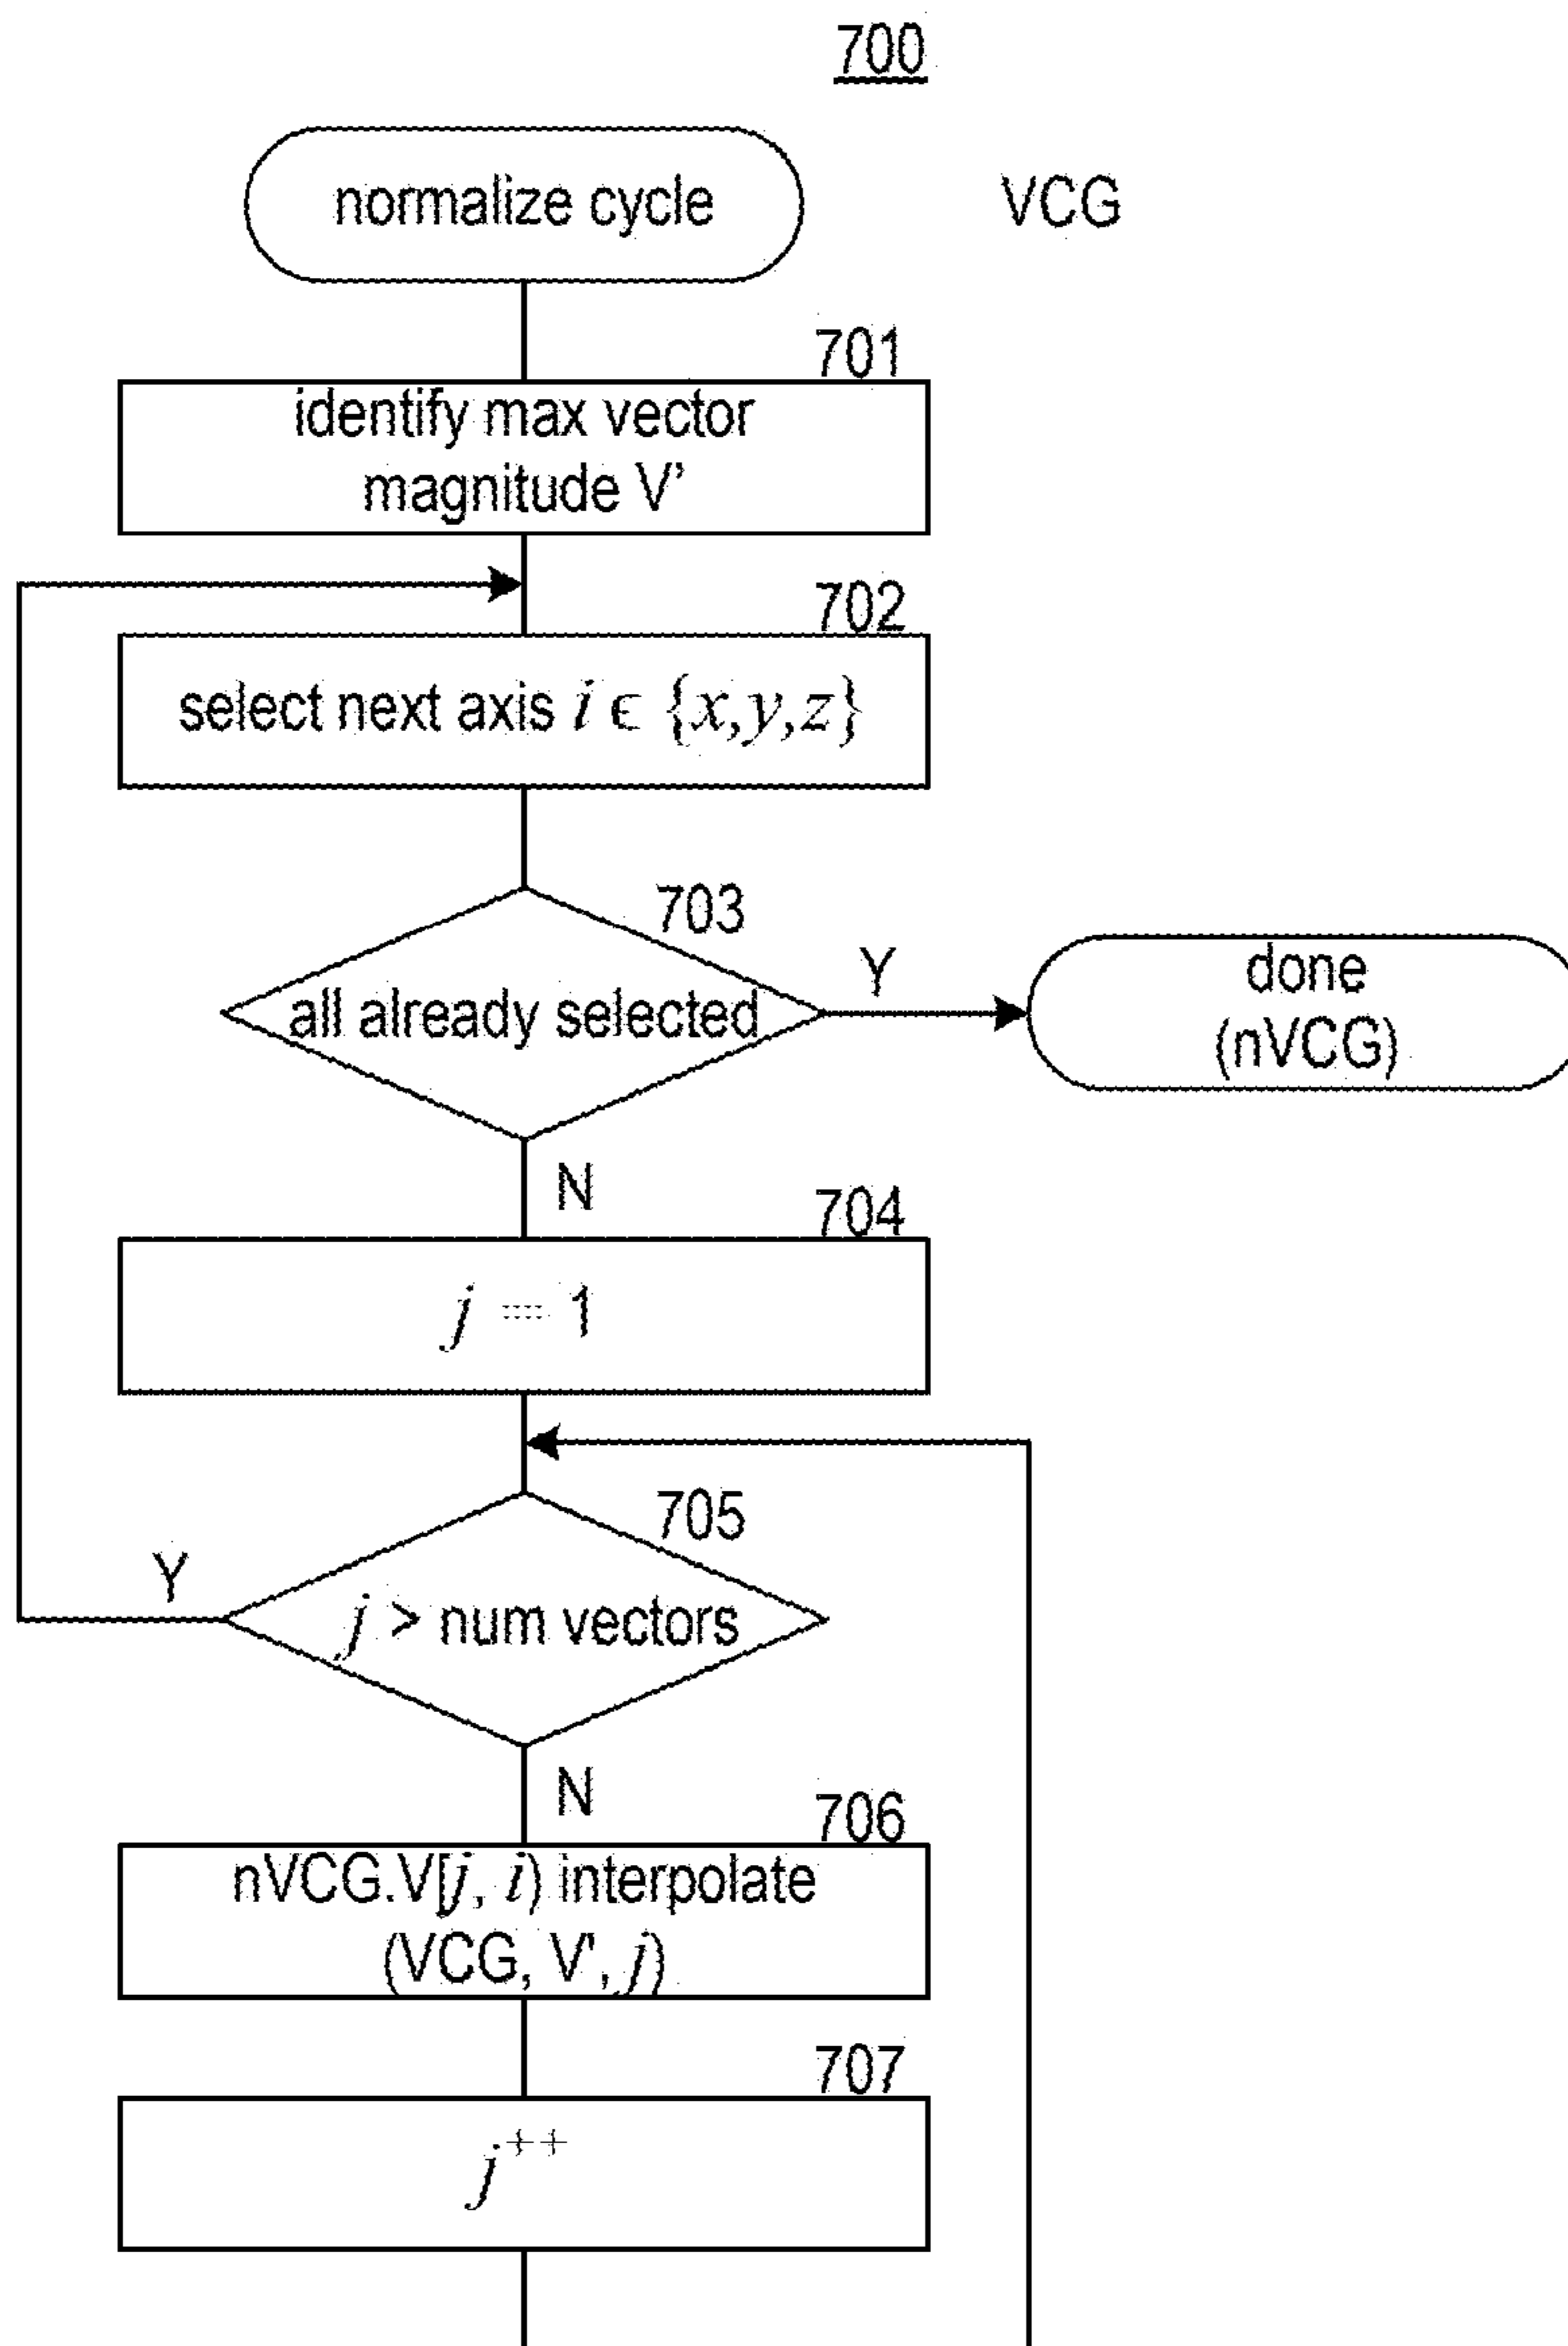 700
normalize cycle
VCG
701
identify max vector
magnitude V'
702
select next axis i ϵ {x,y,z}
703
all already selected
Y
done
(nVCG)
N
704
j = 1
705
Y
j > num vectors
N
706
nVCG.V[j, i) interpolate
(VCG, V', j)
707
j++